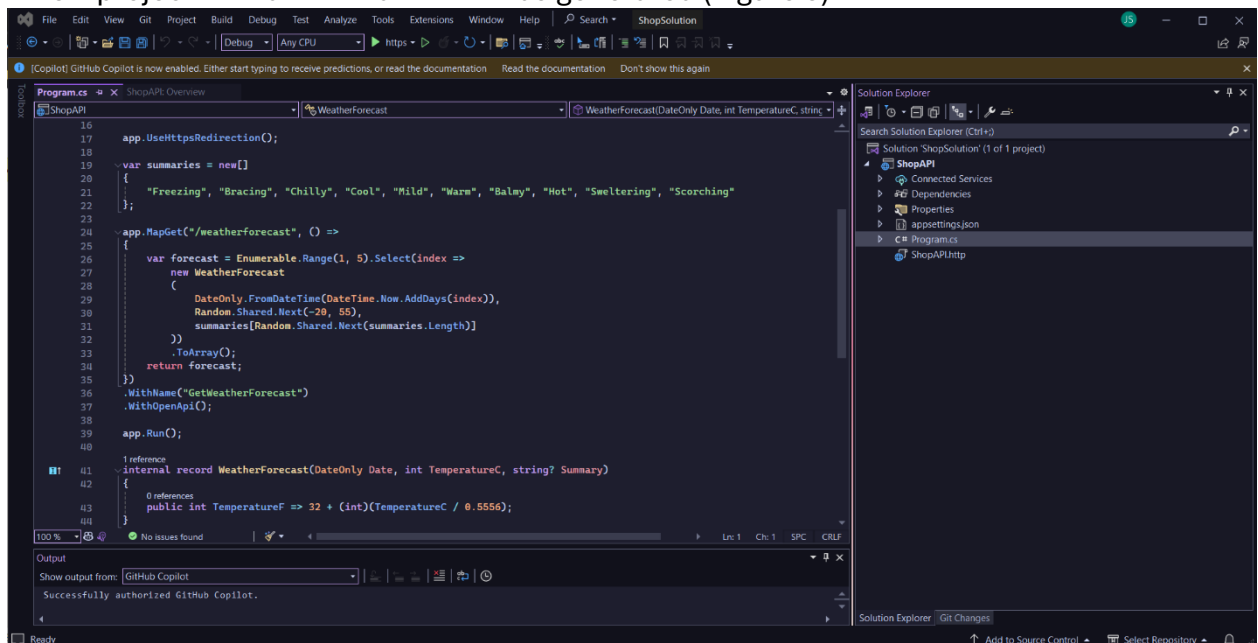 File Edit View Git Project Build Debug Test Analyze Tools Extensions Window Help Search ShopSolution JS
Debug Any CPU https
[Copilot] GitHub Copilot is now enabled. Either start typing to receive predictions, or read the documentation Read the documentation Don't show this again
Toolbox
Program.cs ShopAPI: Overview
ShopAPI WeatherForecast WeatherForecast(DateOnly Date, int TemperatureC, string
16
17 app.UseHttpsRedirection();
18
19 var summaries = new[]
20 {
21 "Freezing", "Bracing", "Chilly", "Cool", "Mild", "Warm", "Balmy", "Hot", "Sweltering", "Scorching"
22 };
23
24 app.MapGet("/weatherforecast", () =>
25 {
26 var forecast = Enumerable.Range(1, 5).Select(index =>
27 new WeatherForecast
28 (
29 DateOnly.FromDateTime(DateTime.Now.AddDays(index)),
30 Random.Shared.Next(-20, 55),
31 summaries[Random.Shared.Next(summaries.Length)]
32 ))
33 .ToArray();
34 return forecast;
35 })
36 .WithName("GetWeatherForecast")
37 .WithOpenApi();
38
39 app.Run();
40
1 reference
41 internal record WeatherForecast(DateOnly Date, int TemperatureC, string? Summary)
42 {
0 references
43 public int TemperatureF => 32 + (int)(TemperatureC / 0.5556);
44 }
100 % No issues found Ln: 1 Ch: 1 SPC CRLF
Output
Show output from: GitHub Copilot
Successfully authorized GitHub Copilot.
Solution Explorer
Search Solution Explorer (Ctrl+;)
Solution 'ShopSolution' (1 of 1 project)
ShopAPI
Connected Services
Dependencies
Properties
appsettings.json
C# Program.cs
ShopAPI.http
Solution Explorer Git Changes
Ready Add to Source Control Select Repository